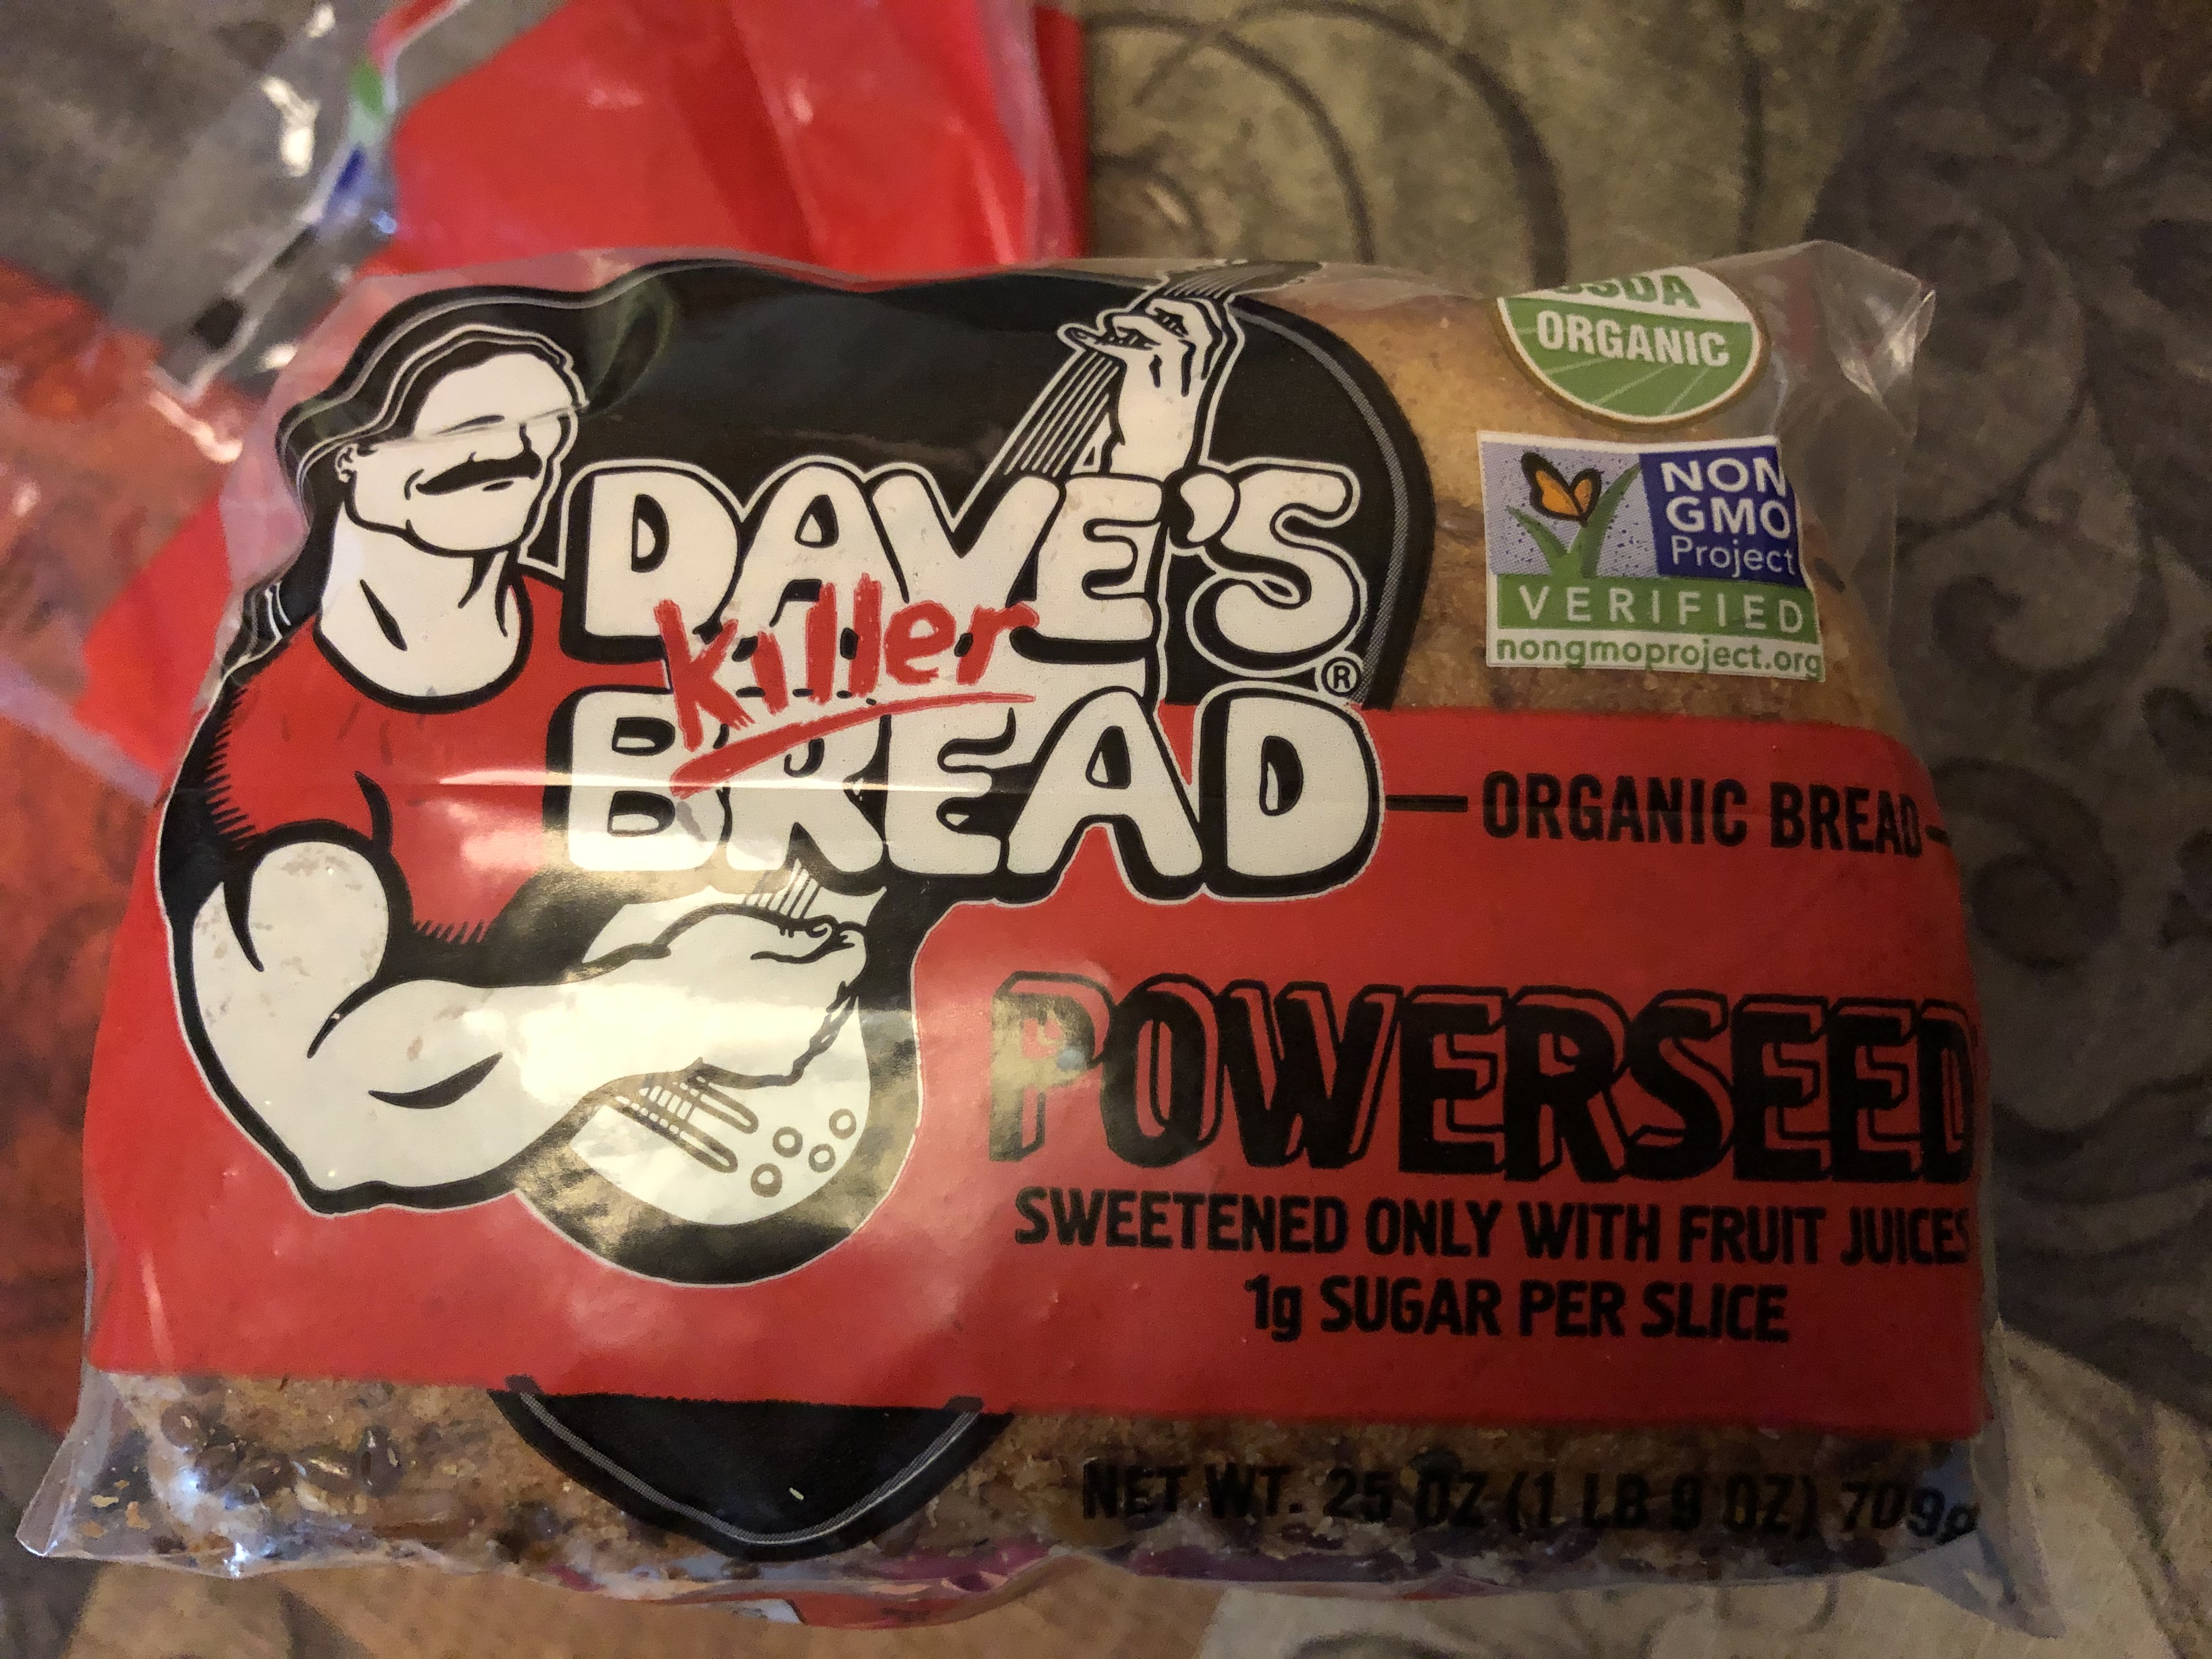 DAVE'S
Killer
BREAD®
USDA
ORGANIC
NON
GMO
Project
VERIFIED
nongmoproject.org
ORGANIC BREAD
POWERSEED
SWEETENED ONLY WITH FRUIT JUICES
1g SUGAR PER SLICE
NET WT. 25 OZ (1 LB 9 OZ) 709g